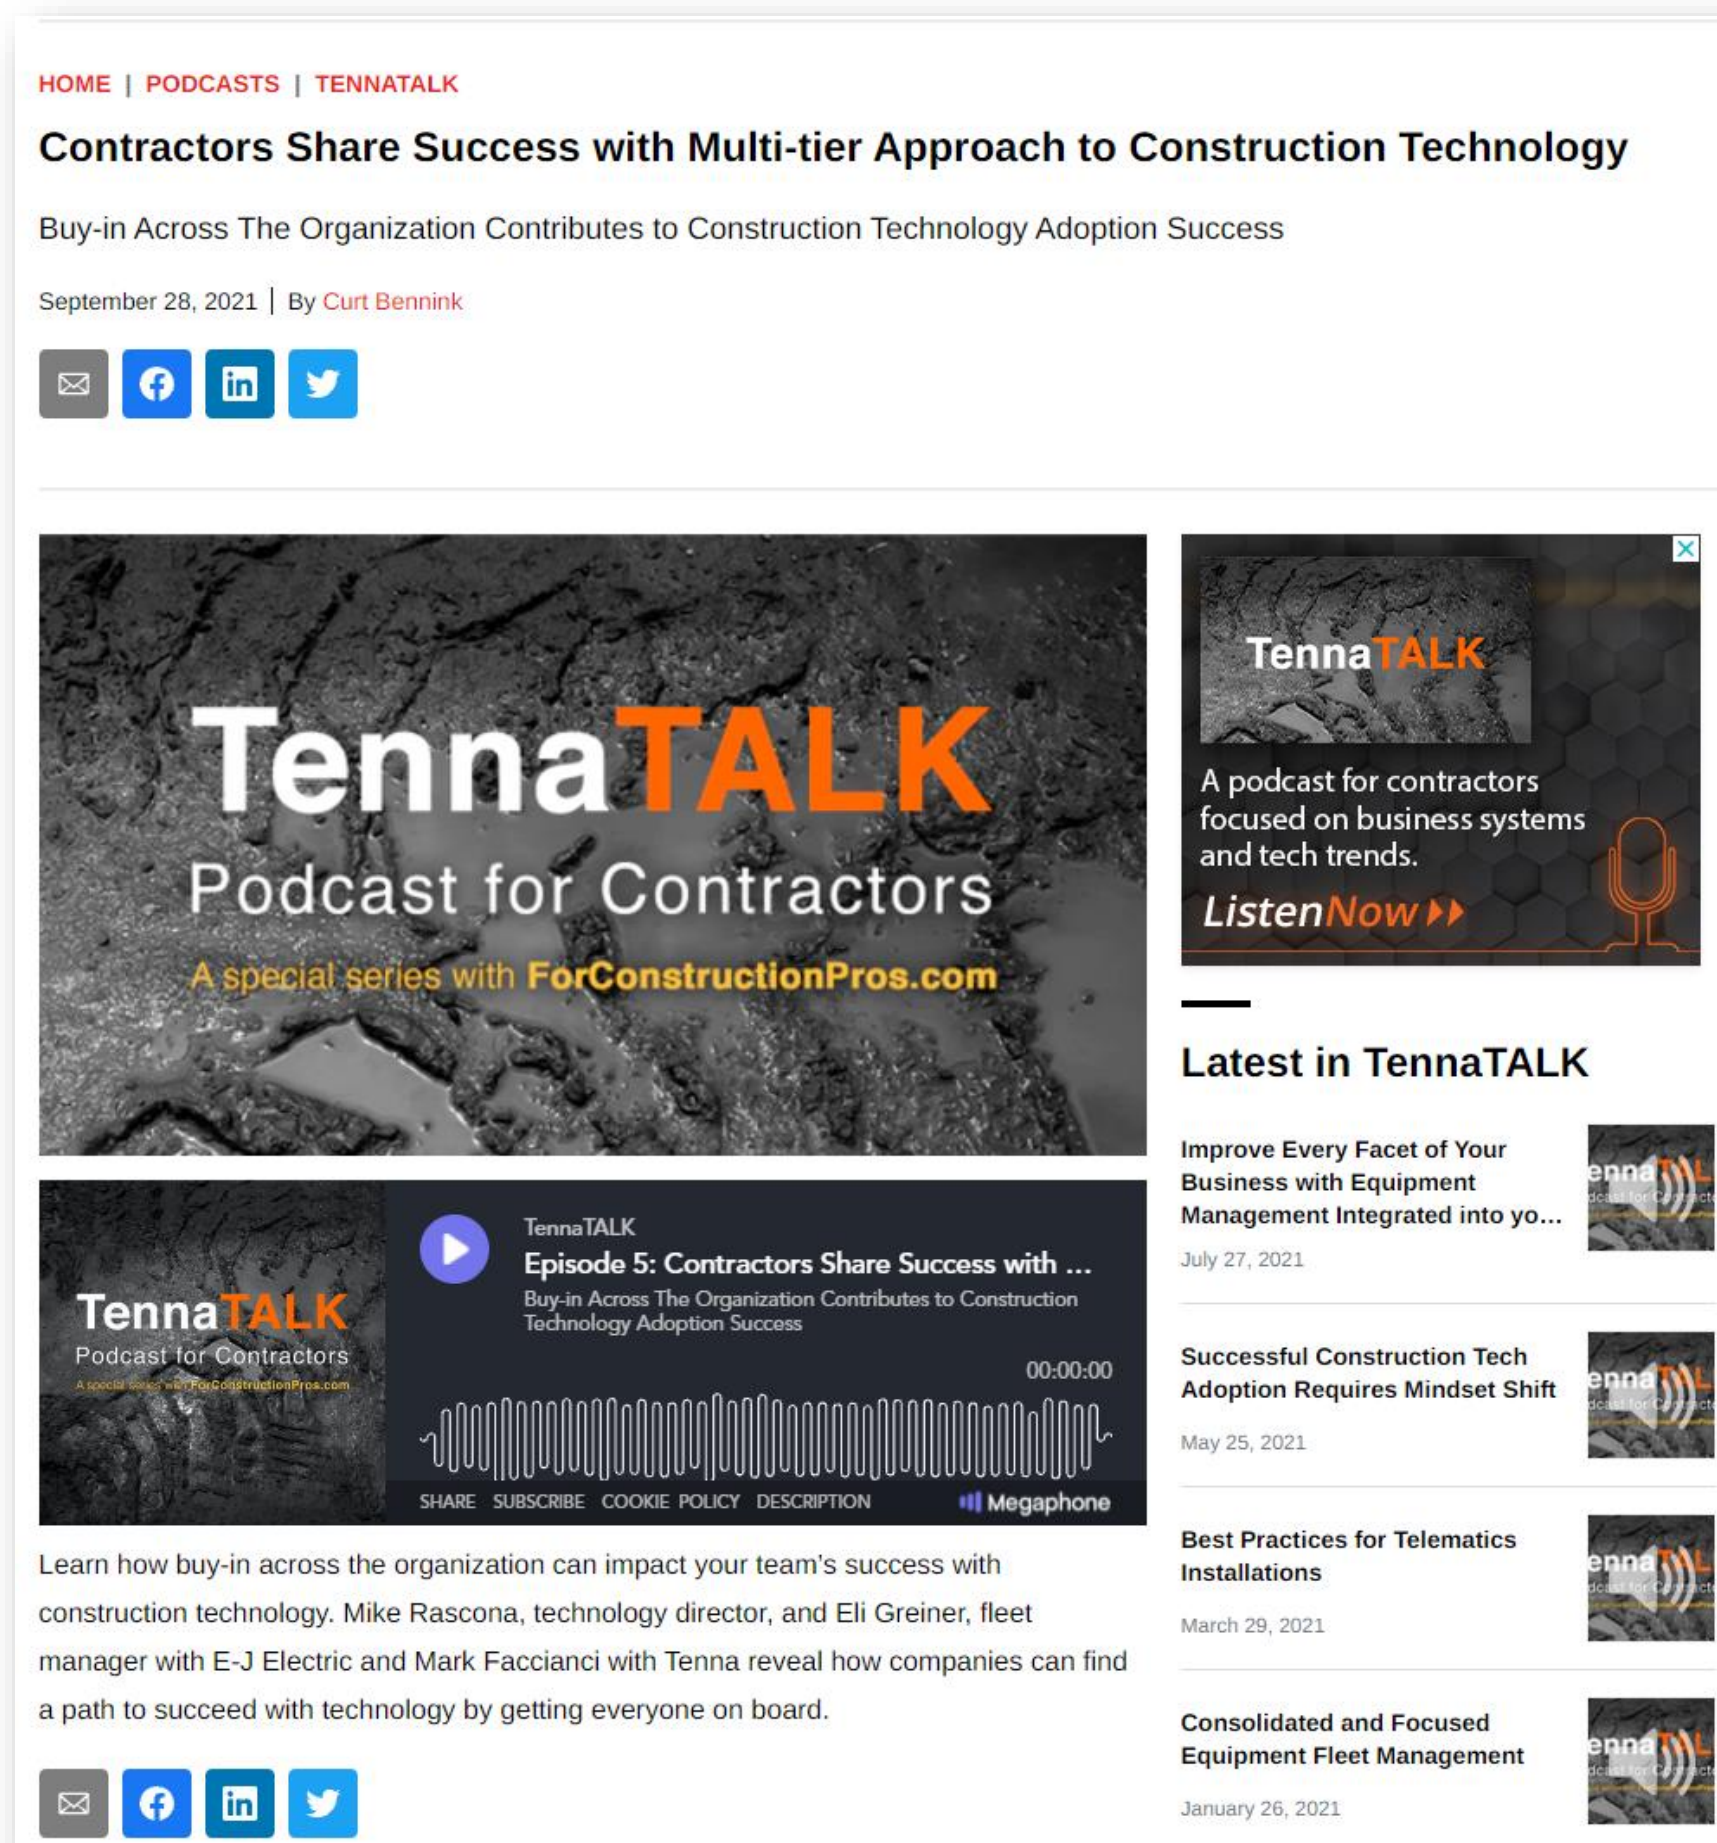 HOME | PODCASTS | TENNATALK
Contractors Share Success with Multi-tier Approach to Construction Technology
Buy-in Across The Organization Contributes to Construction Technology Adoption Success
September 28, 2021 | By Curt Bennink
TennaTALK
Podcast for Contractors
A special series with ForConstructionPros.com
TennaTALK
Podcast for Contractors
A special series with ForConstructionPros.com
TennaTALK
Episode 5: Contractors Share Success with ...
Buy-in Across The Organization Contributes to Construction
Technology Adoption Success
00:00:00
SHARE SUBSCRIBE COOKIE POLICY DESCRIPTION
Megaphone
Learn how buy-in across the organization can impact your team's success with
construction technology. Mike Rascona, technology director, and Eli Greiner, fleet
manager with E-J Electric and Mark Faccianci with Tenna reveal how companies can find
a path to succeed with technology by getting everyone on board.
TennaTALK
A podcast for contractors
focused on business systems
and tech trends.
ListenNow
Latest in TennaTALK
Improve Every Facet of Your
Business with Equipment
Management Integrated into yo...
July 27, 2021
Successful Construction Tech
Adoption Requires Mindset Shift
May 25, 2021
Best Practices for Telematics
Installations
March 29, 2021
Consolidated and Focused
Equipment Fleet Management
January 26, 2021